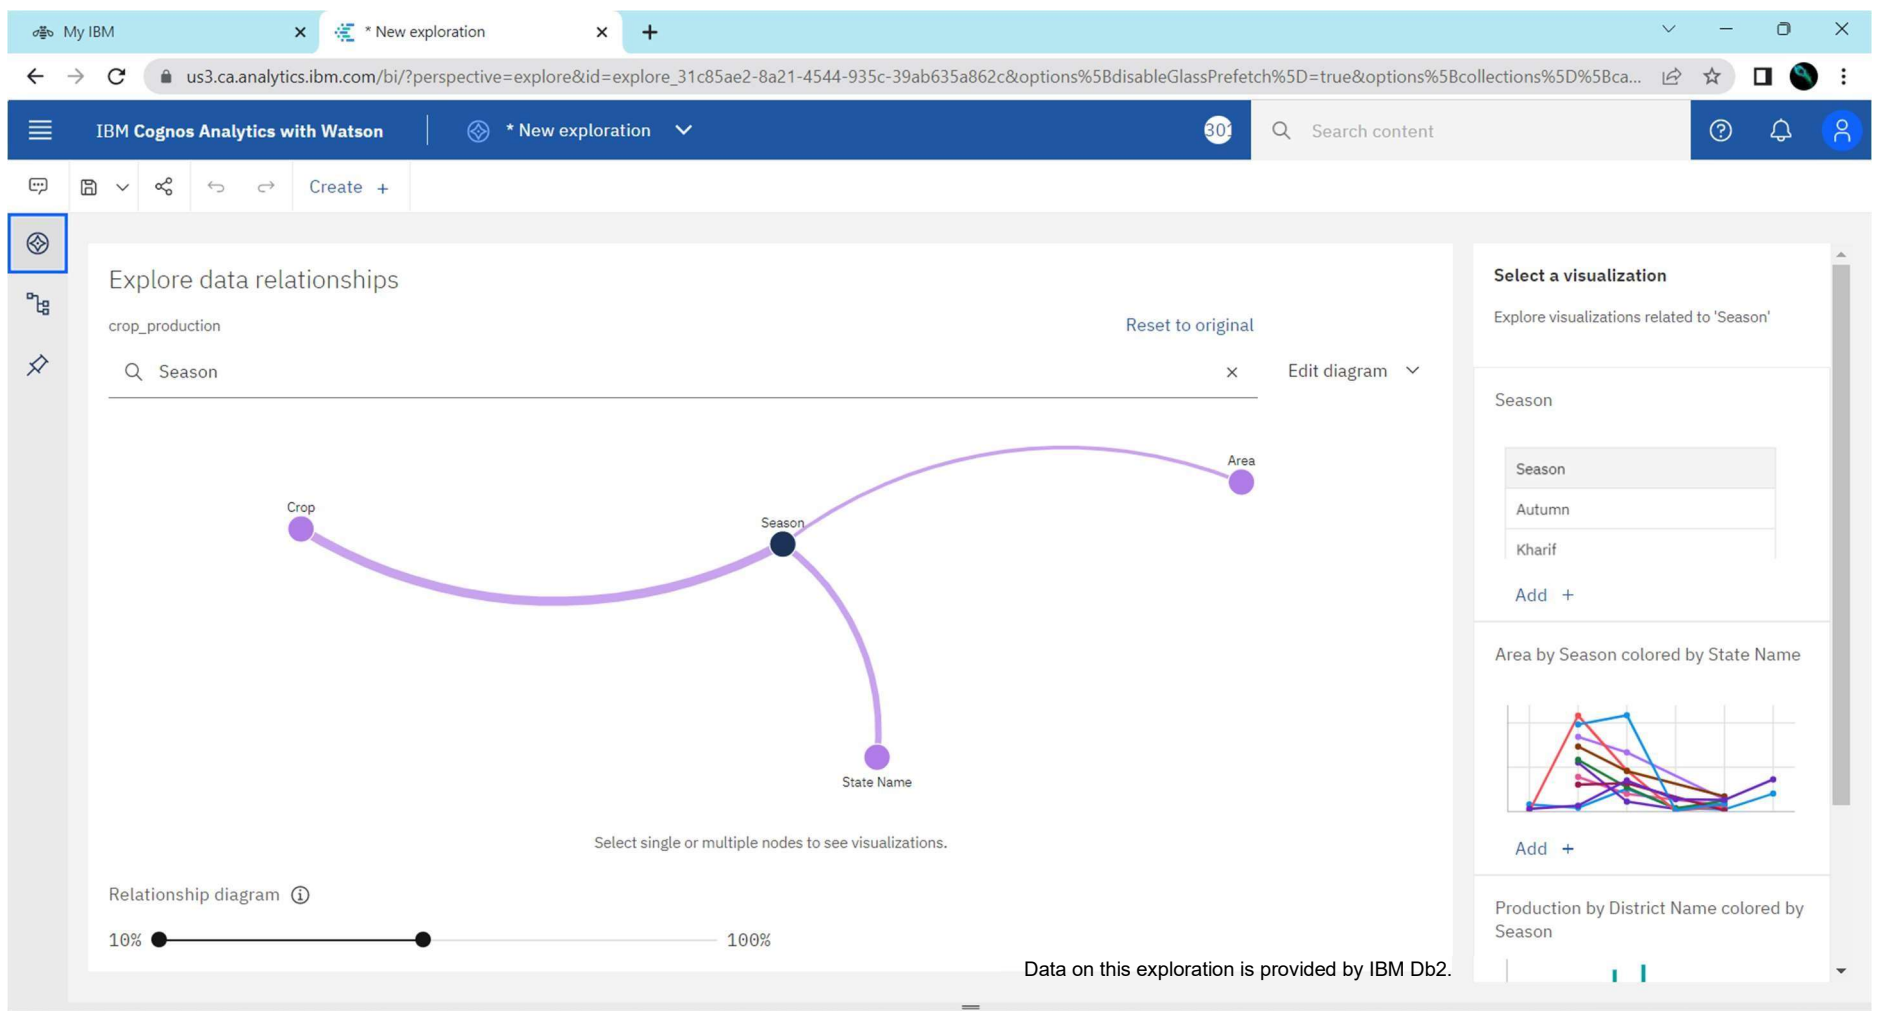 My IBM
* New exploration
us3.ca.analytics.ibm.com/bi/?perspective=explore&id=explore_31c85ae2-8a21-4544-935c-39ab635a862c&options%5BdisableGlassPrefetch%5D=true&options%5Bcollections%5D%5Bca...
IBM Cognos Analytics with Watson
* New exploration
301
Search content
Create +
Explore data relationships
crop_production
Reset to original
Season
Edit diagram
Crop
Season
Area
State Name
Select single or multiple nodes to see visualizations.
Relationship diagram
10%
100%
Data on this exploration is provided by IBM Db2.
Select a visualization
Explore visualizations related to 'Season'
Season
Season
Autumn
Kharif
Add +
Area by Season colored by State Name
Add +
Production by District Name colored by
Season